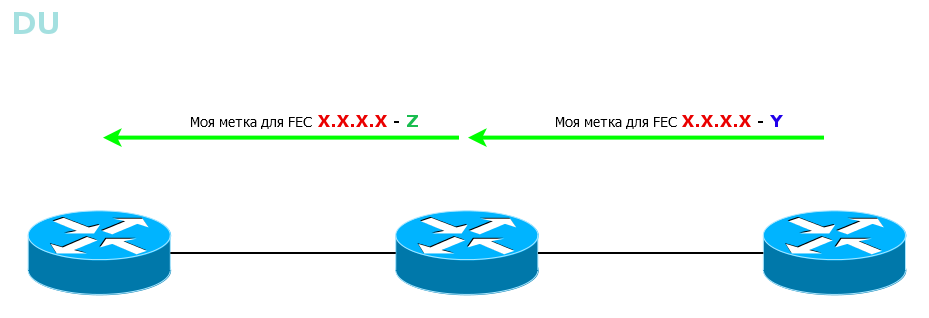 DU
Моя метка для FEC X.X.X.X - Z
Моя метка для FEC X.X.X.X - Y